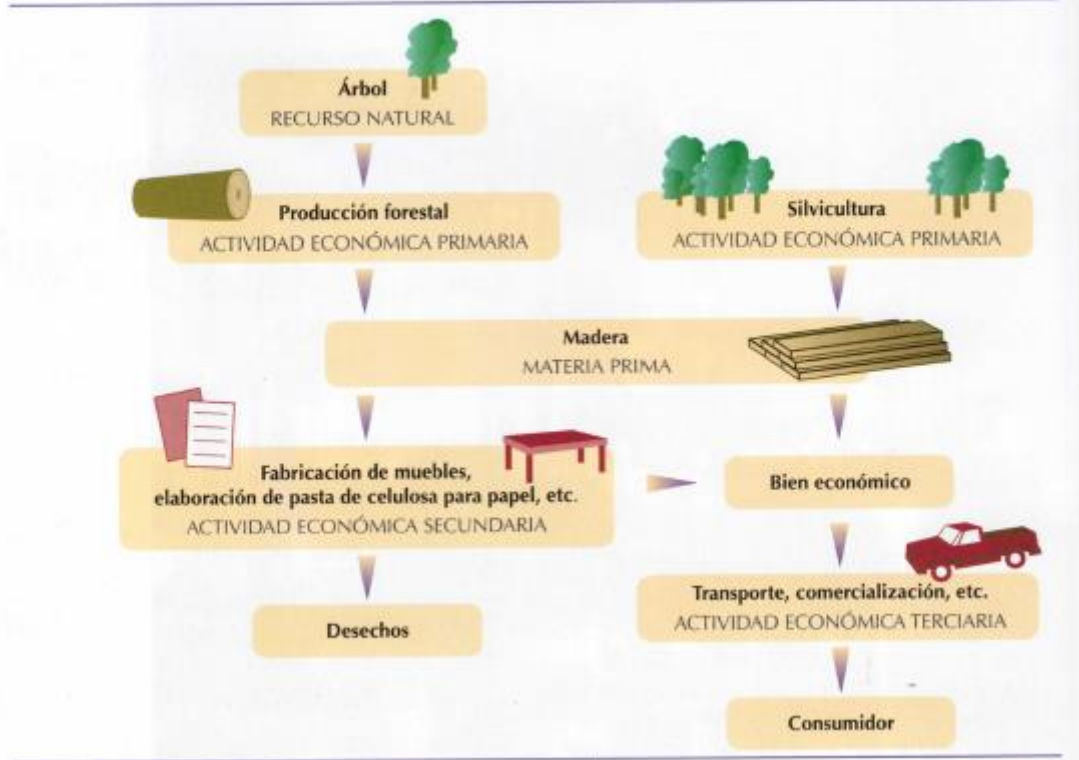 Árbol
RECURSO NATURAL
Producción forestal
ACTIVIDAD ECONÓMICA PRIMARIA
Silvicultura
ACTIVIDAD ECONÓMICA PRIMARIA
Madera
MATERIA PRIMA
Fabricación de muebles,
elaboración de pasta de celulosa para papel, etc.
ACTIVIDAD ECONÓMICA SECUNDARIA
Bien económico
Desechos
Transporte, comercialización, etc.
ACTIVIDAD ECONÓMICA TERCIARIA
Consumidor